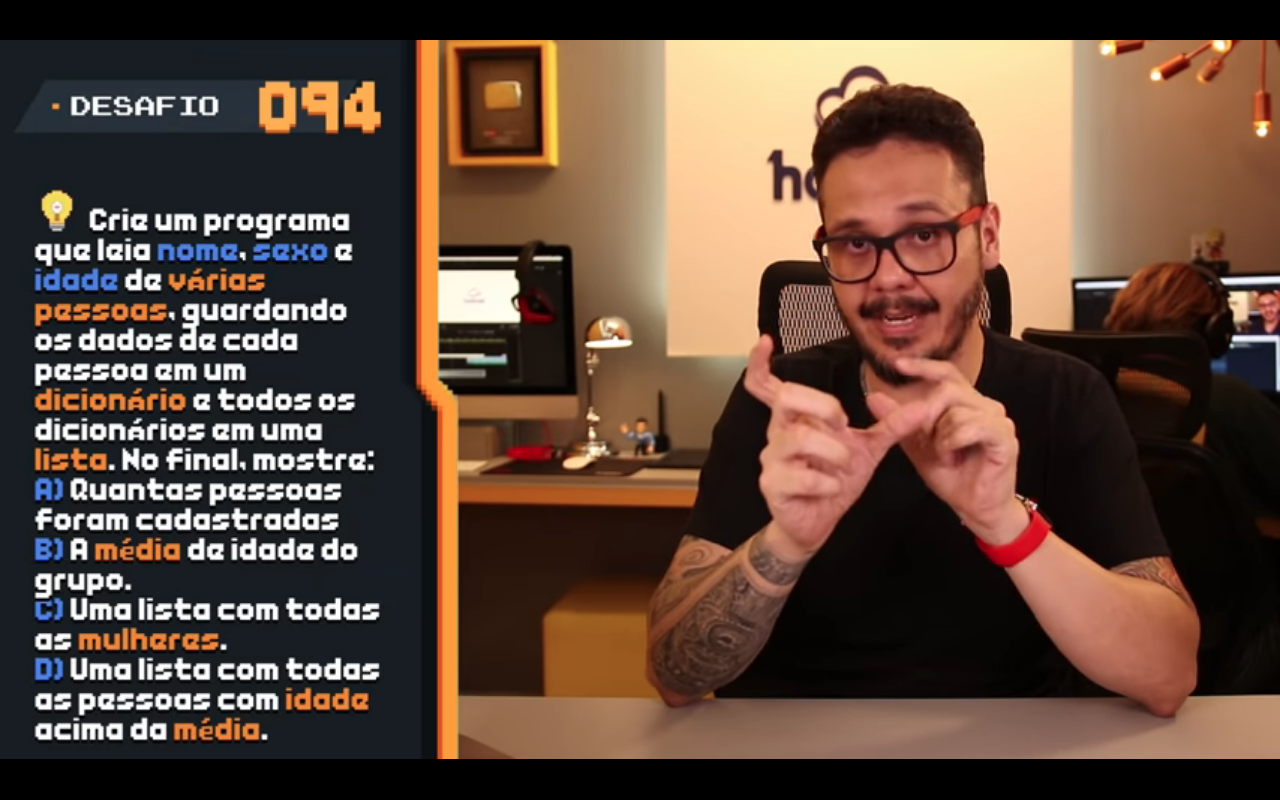 DESAFIO 094
Crie um programa
que leia nome, sexo e
idade de várias
pessoas, guardando
os dados de cada
pessoa em um
dicionário e todos os
dicionários em uma
lista. No final, mostre:
A) Quantas pessoas
foram cadastradas
B) A média de idade do
grupo.
C) Uma lista com todas
as mulheres.
D) Uma lista com todas
as pessoas com idade
acima da média.